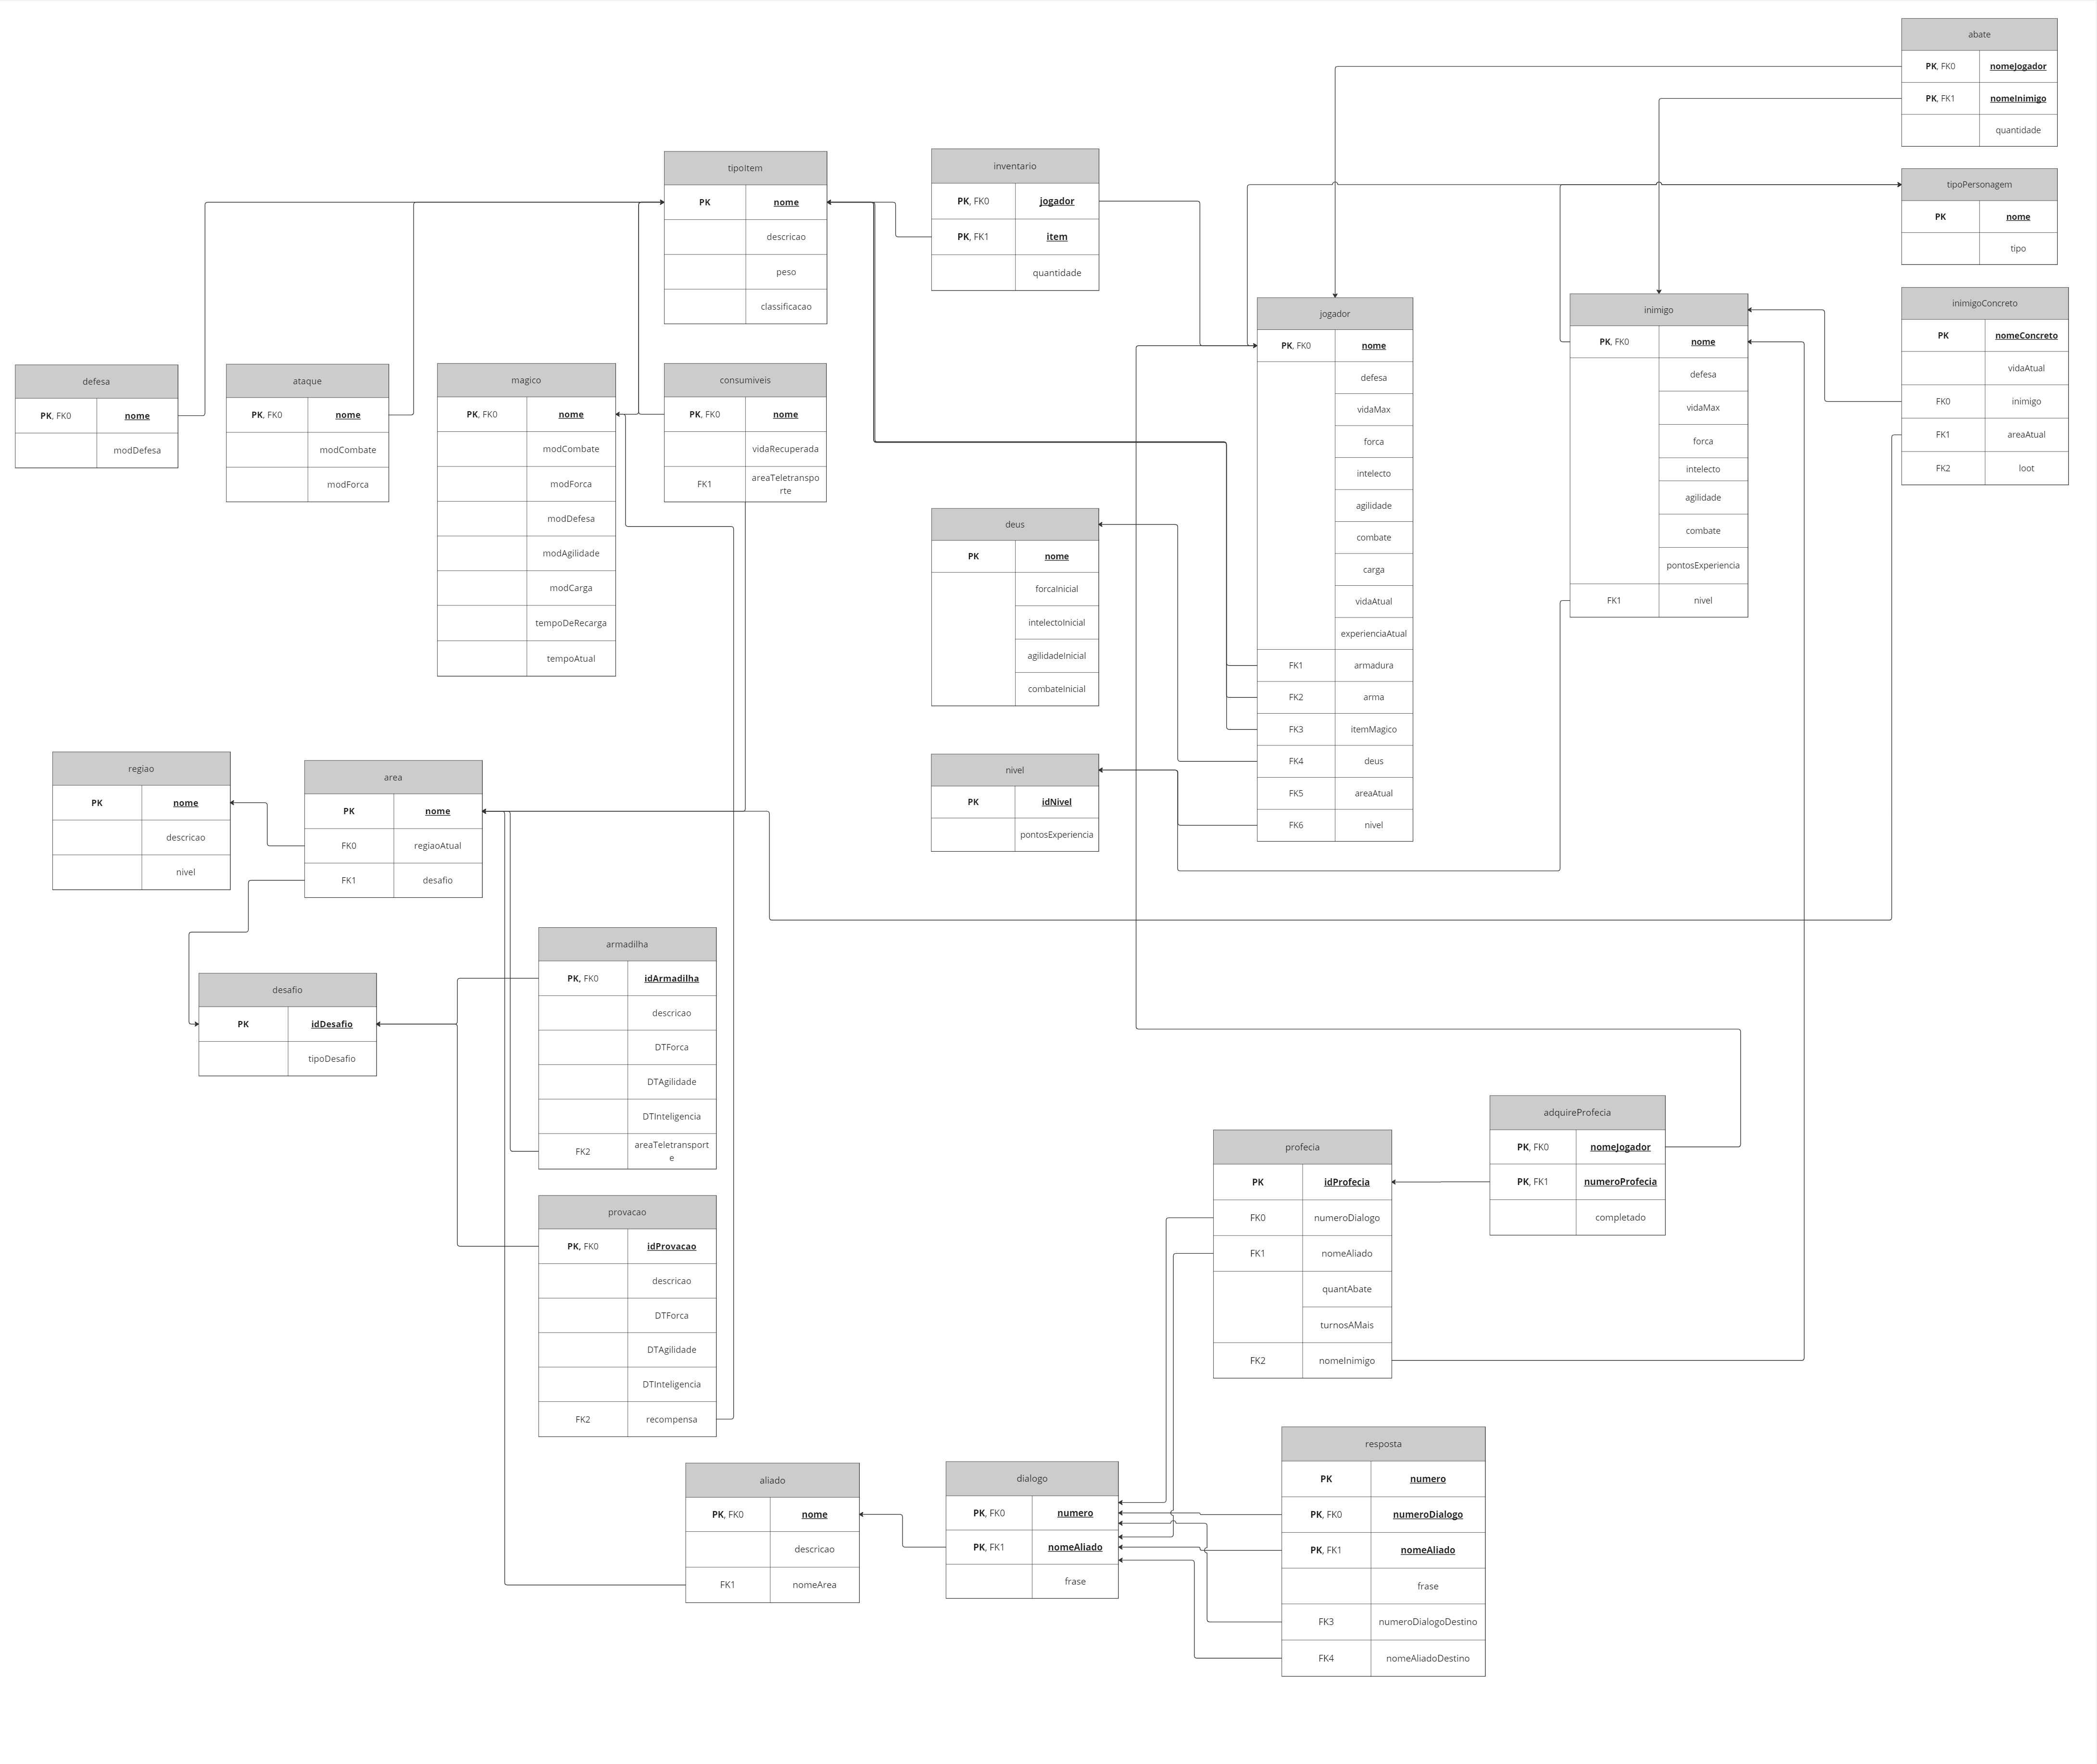 abate
PK, FK0 nomeJogador
PK, FK1 nomeInimigo
quantidade
tipoPersonagem
PK nome
tipo
tipoItem
PK nome
descricao
peso
classificacao
inventario
PK, FK0 jogador
PK, FK1 item
quantidade
jogador
PK, FK0 nome
defesa
vidaMax
forca
intelecto
agilidade
combate
carga
vidaAtual
experienciaAtual
FK1 armadura
FK2 arma
FK3 itemMagico
FK4 deus
FK5 areaAtual
FK6 nivel
inimigo
PK, FK0 nome
defesa
vidaMax
forca
intelecto
agilidade
combate
pontosExperiencia
FK1 nivel
inimigoConcreto
PK nomeConcreto
vidaAtual
FK0 inimigo
FK1 areaAtual
FK2 loot
defesa
PK, FK0 nome
modDefesa
ataque
PK, FK0 nome
modCombate
modForca
magico
PK, FK0 nome
modCombate
modForca
modDefesa
modAgilidade
modCarga
tempoDeRecarga
tempoAtual
consumiveis
PK, FK0 nome
vidaRecuperada
FK1 areaTeletranspo
rte
deus
PK nome
forcaInicial
intelectoInicial
agilidadeInicial
combateInicial
nivel
PK idNivel
pontosExperiencia
regiao
PK nome
descricao
nivel
area
PK nome
FK0 regiaoAtual
FK1 desafio
desafio
PK idDesafio
tipoDesafio
armadilha
PK, FK0 idArmadilha
descricao
DTForca
DTAgilidade
DTInteligencia
FK2 areaTeletransport
e
provacao
PK, FK0 idProvacao
descricao
DTForca
DTAgilidade
DTInteligencia
FK2 recompensa
profecia
PK idProfecia
FK0 numeroDialogo
FK1 nomeAliado
quantAbate
turnosAMais
FK2 nomeInimigo
adquireProfecia
PK, FK0 nomeJogador
PK, FK1 numeroProfecia
completado
aliado
PK, FK0 nome
descricao
FK1 nomeArea
dialogo
PK, FK0 numero
PK, FK1 nomeAliado
frase
resposta
PK numero
PK, FK0 numeroDialogo
PK, FK1 nomeAliado
frase
FK3 numeroDialogoDestino
FK4 nomeAliadoDestino